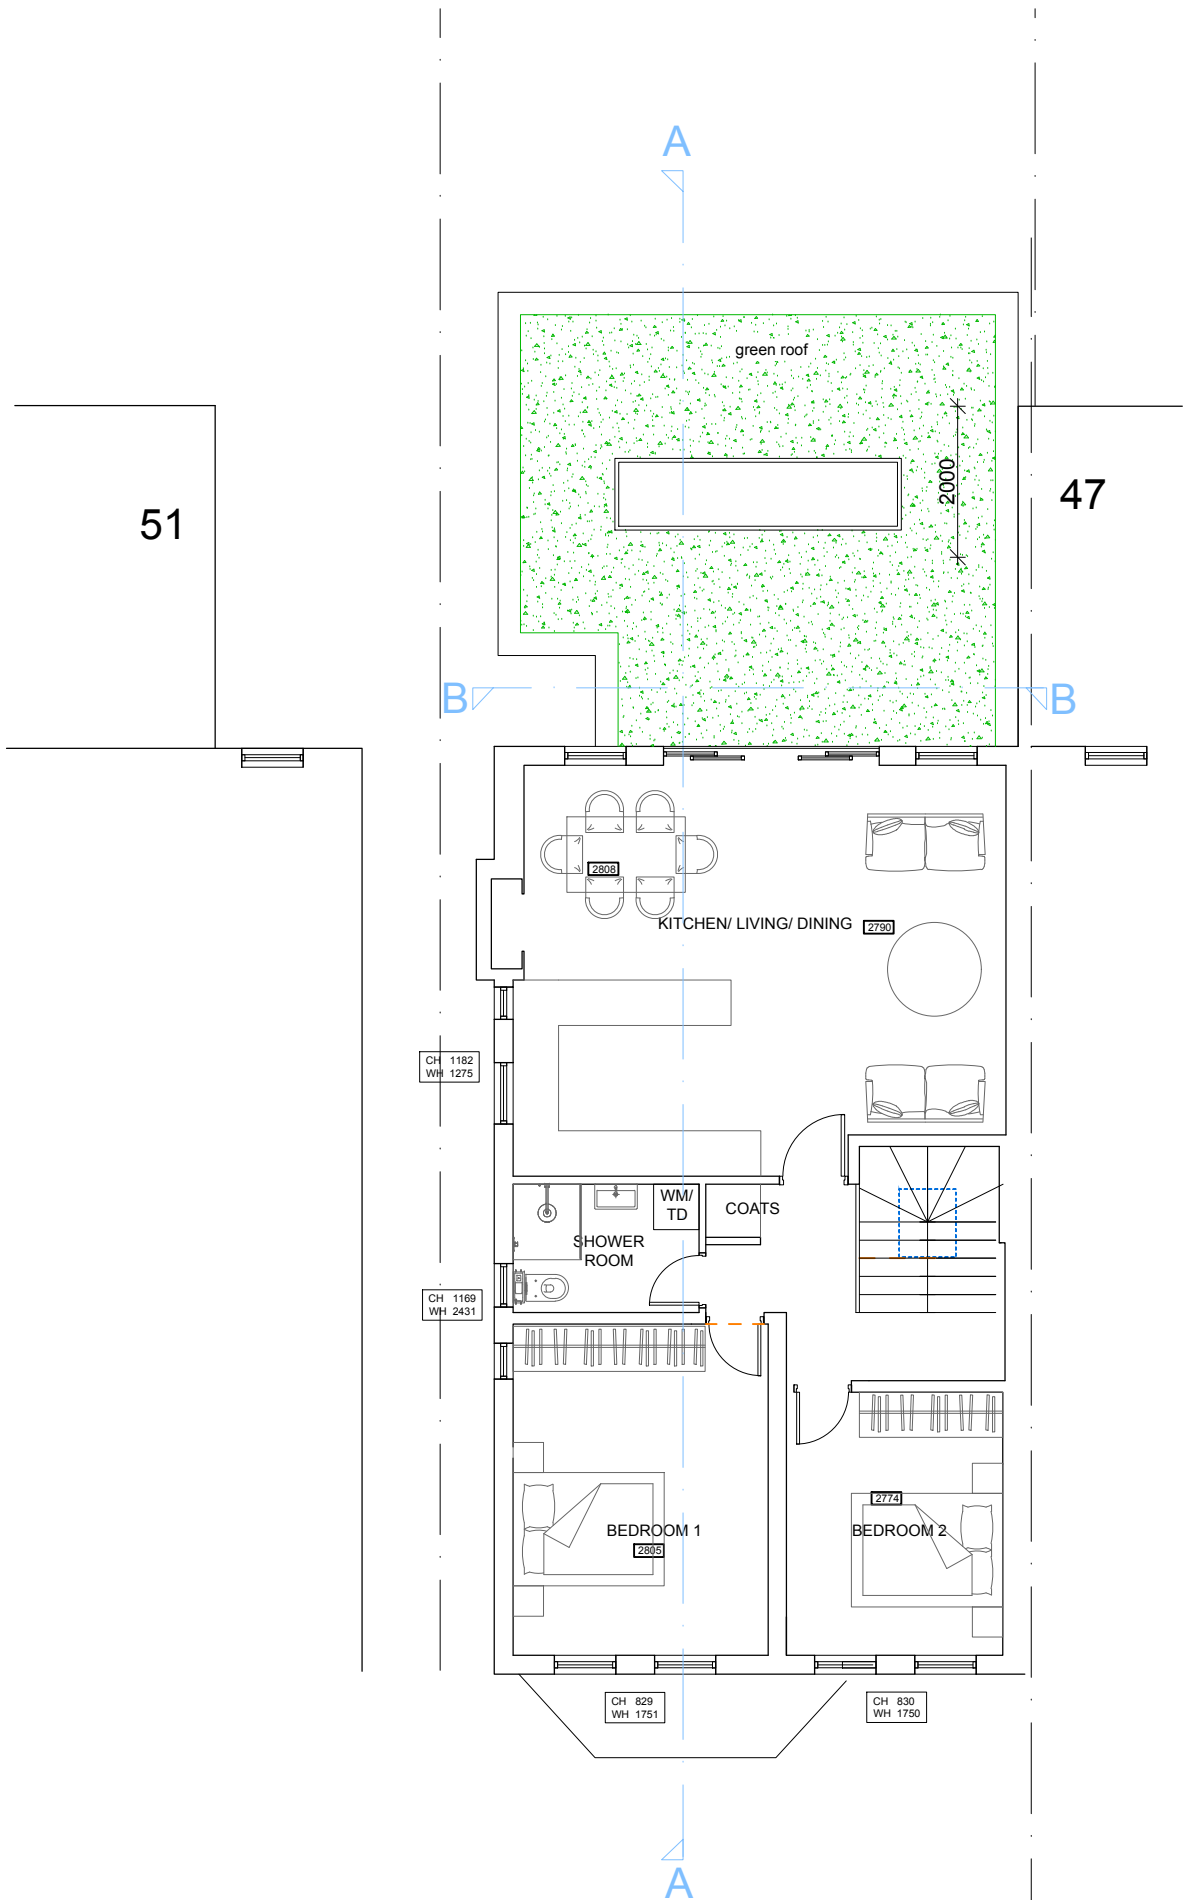 A
green roof
2000
51
47
B
B
2808
KITCHEN/ LIVING/ DINING
2790
CH 1182
WH 1275
WM/
TD
COATS
SHOWER
ROOM
CH 1169
WH 2431
2774
BEDROOM 1
BEDROOM 2
2805
CH 829
WH 1751
CH 830
WH 1750
A